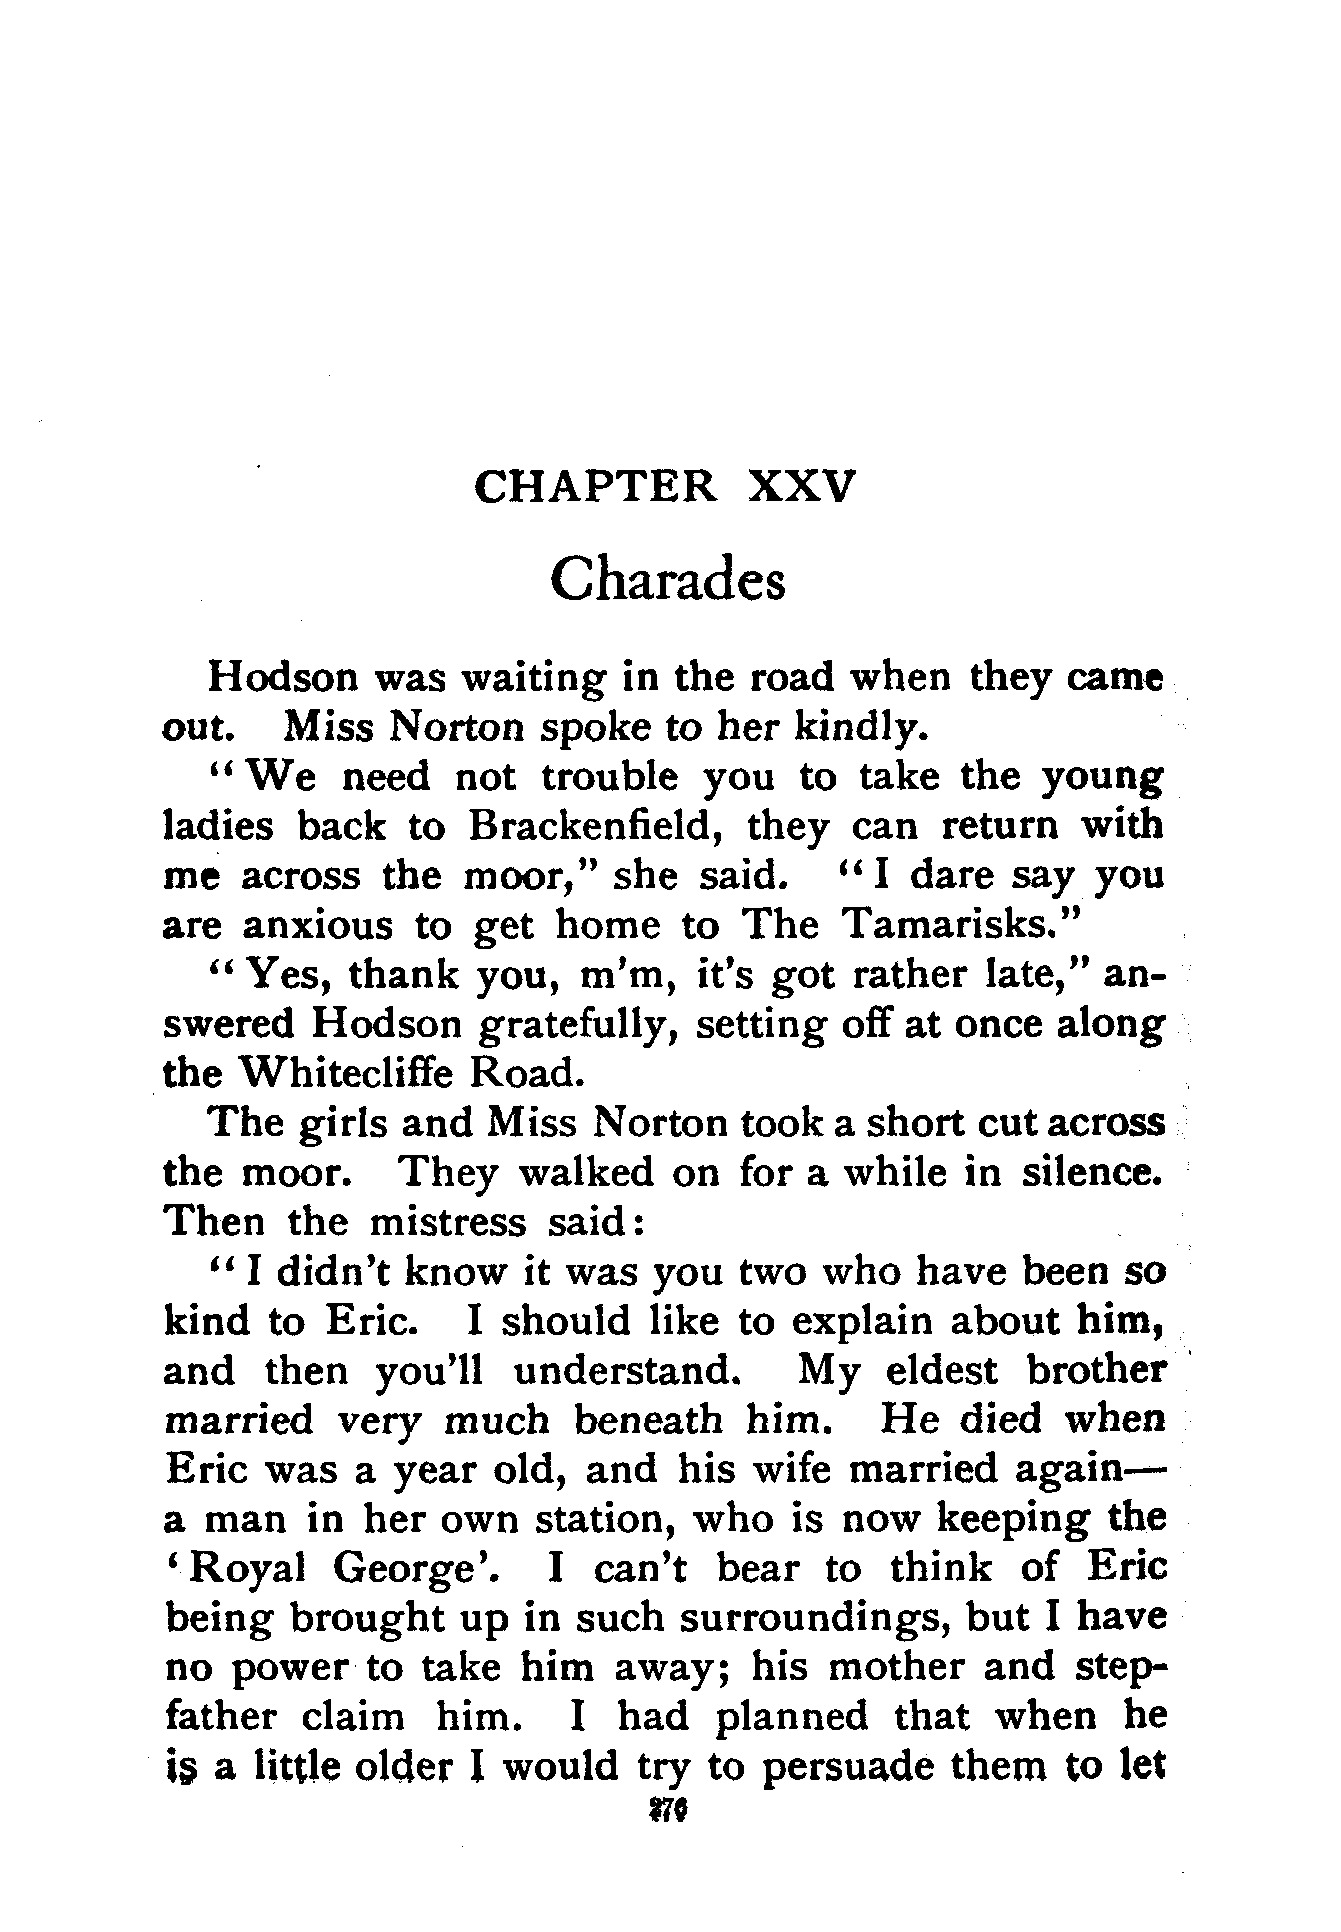 CHAPTER XXV
Charades
Hodson was waiting in the road when they came
out. Miss Norton spoke to her kindly.
"We need not trouble you to take the young
ladies back to Brackenfield, they can return with
me across the moor," she said. "I dare say you
are anxious to get home to The Tamarisks."
"Yes, thank you, m'm, it's got rather late," an-
swered Hodson gratefully, setting off at once along
the Whitecliffe Road.
The girls and Miss Norton took a short cut across
the moor. They walked on for a while in silence.
Then the mistress said:
"I didn't know it was you two who have been so
kind to Eric. I should like to explain about him,
and then you'll understand. My eldest brother
married very much beneath him. He died when
Eric was a year old, and his wife married again—
a man in her own station, who is now keeping the
'Royal George'. I can't bear to think of Eric
being brought up in such surroundings, but I have
no power to take him away; his mother and step-
father claim him. I had planned that when he
is a little older I would try to persuade them to let
276